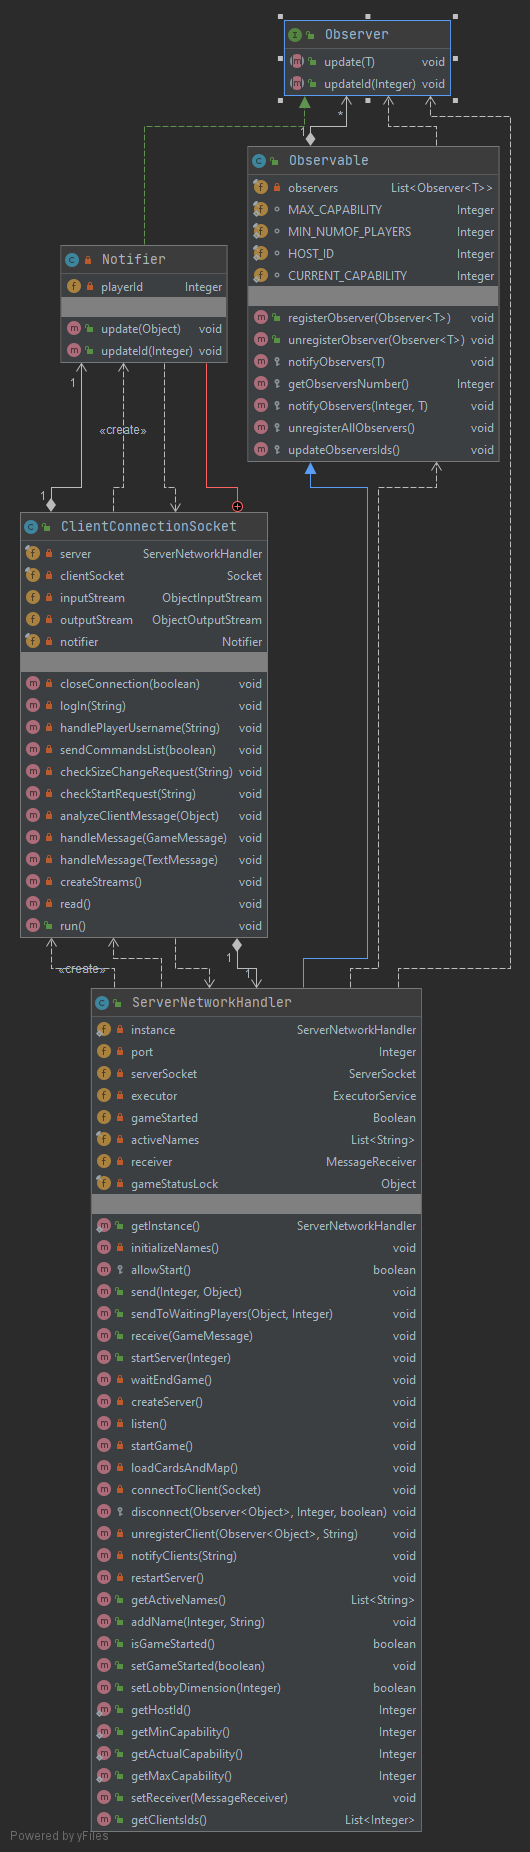 Observer
update(T) void
updateId(Integer) void
*
1
Observable
observers List<Observer<T>>
MAX_CAPABILITY Integer
MIN_NUMOF_PLAYERS Integer
HOST_ID Integer
CURRENT_CAPABILITY Integer
registerObserver(Observer<T>) void
unregisterObserver(Observer<T>) void
notifyObservers(T) void
getObserversNumber() Integer
notifyObservers(Integer, T) void
unregisterAllObservers() void
updateObserversIds() void
Notifier
playerId Integer
update(Object) void
updateId(Integer) void
1
«create»
1
ClientConnectionSocket
server ServerNetworkHandler
clientSocket Socket
inputStream ObjectInputStream
outputStream ObjectOutputStream
notifier Notifier
closeConnection(boolean) void
logIn(String) void
handlePlayerUsername(String) void
sendCommandsList(boolean) void
checkSizeChangeRequest(String) void
checkStartRequest(String) void
analyzeClientMessage(Object) void
handleMessage(GameMessage) void
handleMessage(TextMessage) void
createStreams() void
read() void
run() void
1
«create»
1
ServerNetworkHandler
instance ServerNetworkHandler
port Integer
serverSocket ServerSocket
executor ExecutorService
gameStarted Boolean
activeNames List<String>
receiver MessageReceiver
gameStatusLock Object
getInstance() ServerNetworkHandler
initializeNames() void
allowStart() boolean
send(Integer, Object) void
sendToWaitingPlayers(Object, Integer) void
receive(GameMessage) void
startServer(Integer) void
waitEndGame() void
createServer() void
listen() void
startGame() void
loadCardsAndMap() void
connectToClient(Socket) void
disconnect(Observer<Object>, Integer, boolean) void
unregisterClient(Observer<Object>, String) void
notifyClients(String) void
restartServer() void
getActiveNames() List<String>
addName(Integer, String) void
isGameStarted() boolean
setGameStarted(boolean) void
setLobbyDimension(Integer) boolean
getHostId() Integer
getMinCapability() Integer
getActualCapability() Integer
getMaxCapability() Integer
setReceiver(MessageReceiver) void
getClientsIds() List<Integer>
Powered by yFiles